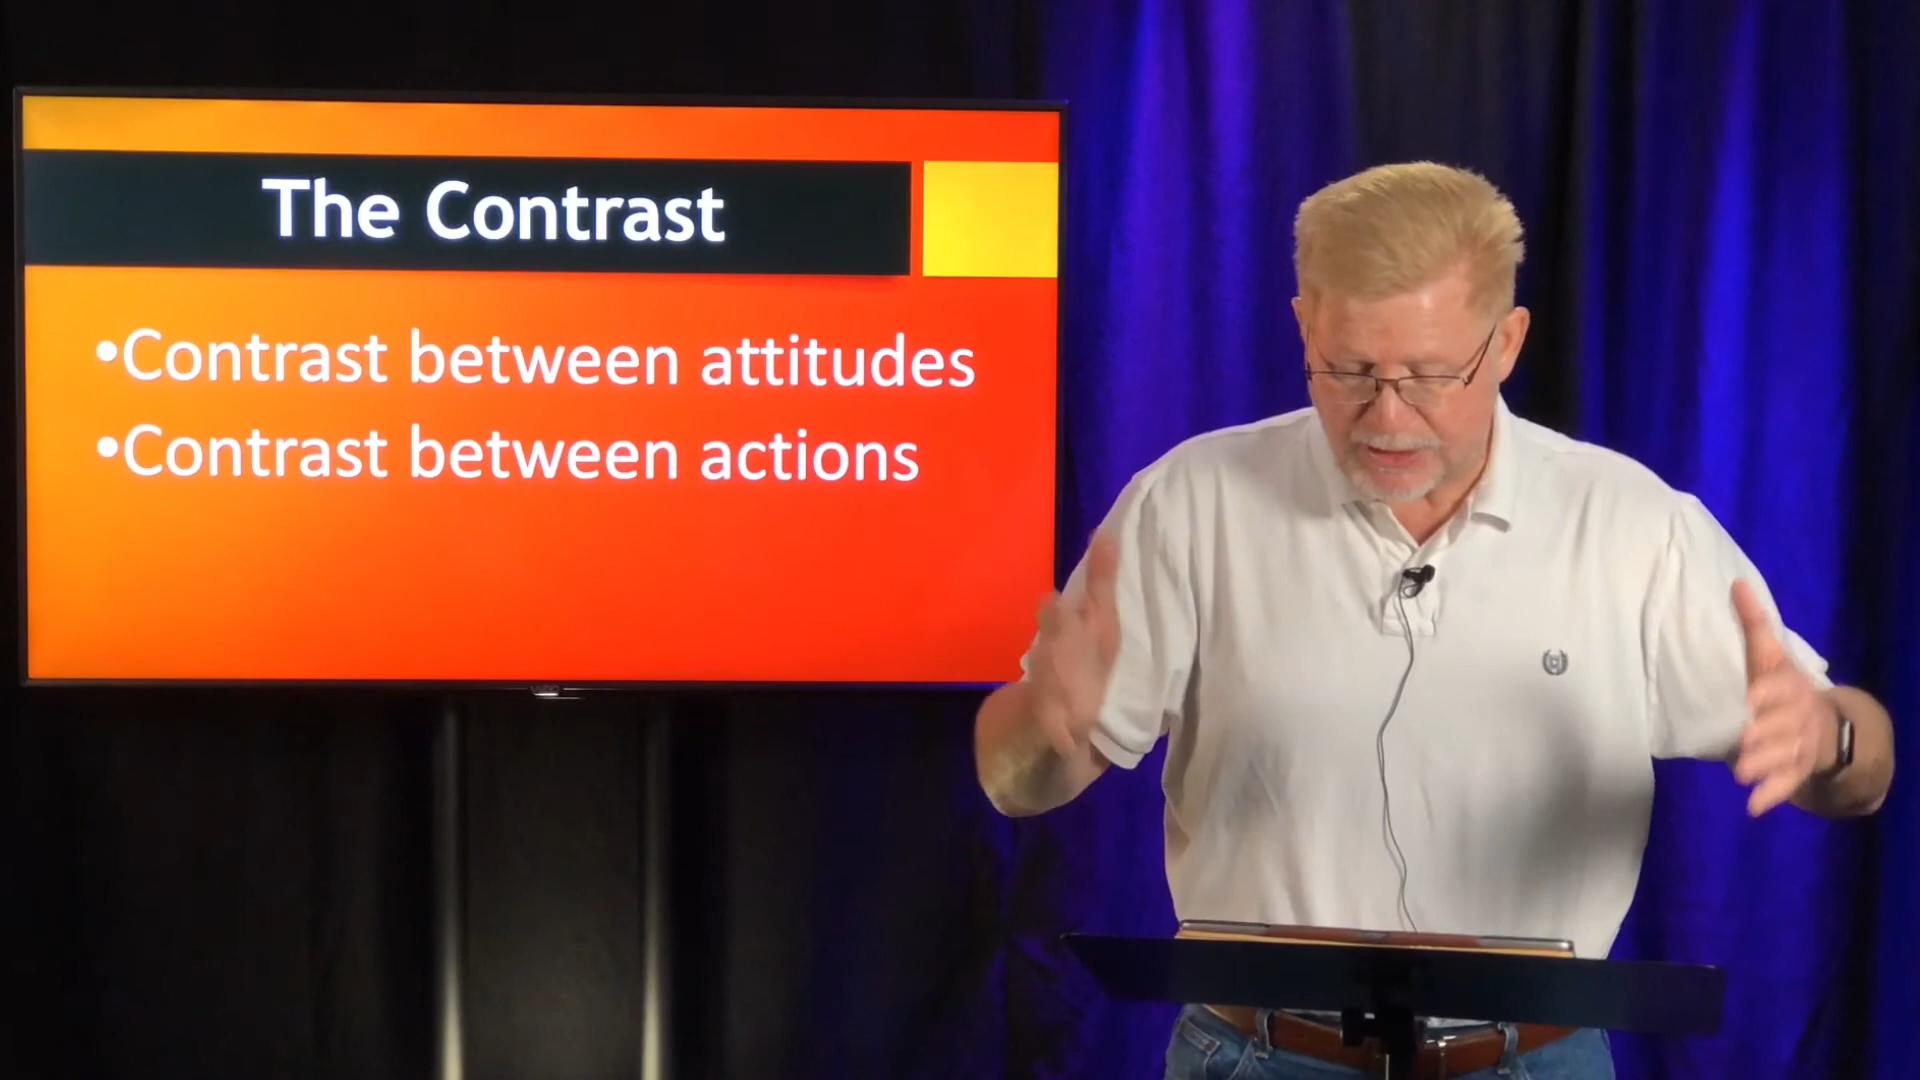 The Contrast
•Contrast between attitudes
•Contrast between actions